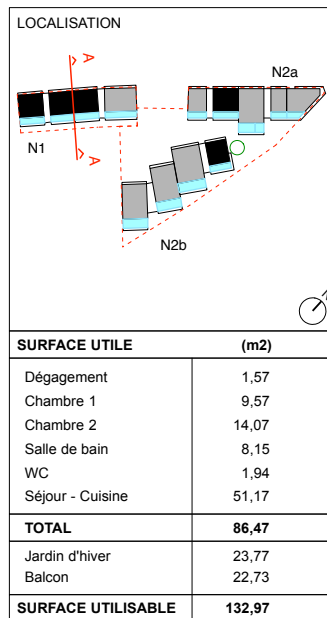 LOCALISATION
A
N2a
N1
A
N2b
SURFACE UTILE (m2)
Dégagement 1,57
Chambre 1 9,57
Chambre 2 14,07
Salle de bain 8,15
WC 1,94
Séjour - Cuisine 51,17
TOTAL 86,47
Jardin d'hiver 23,77
Balcon 22,73
SURFACE UTILISABLE 132,97